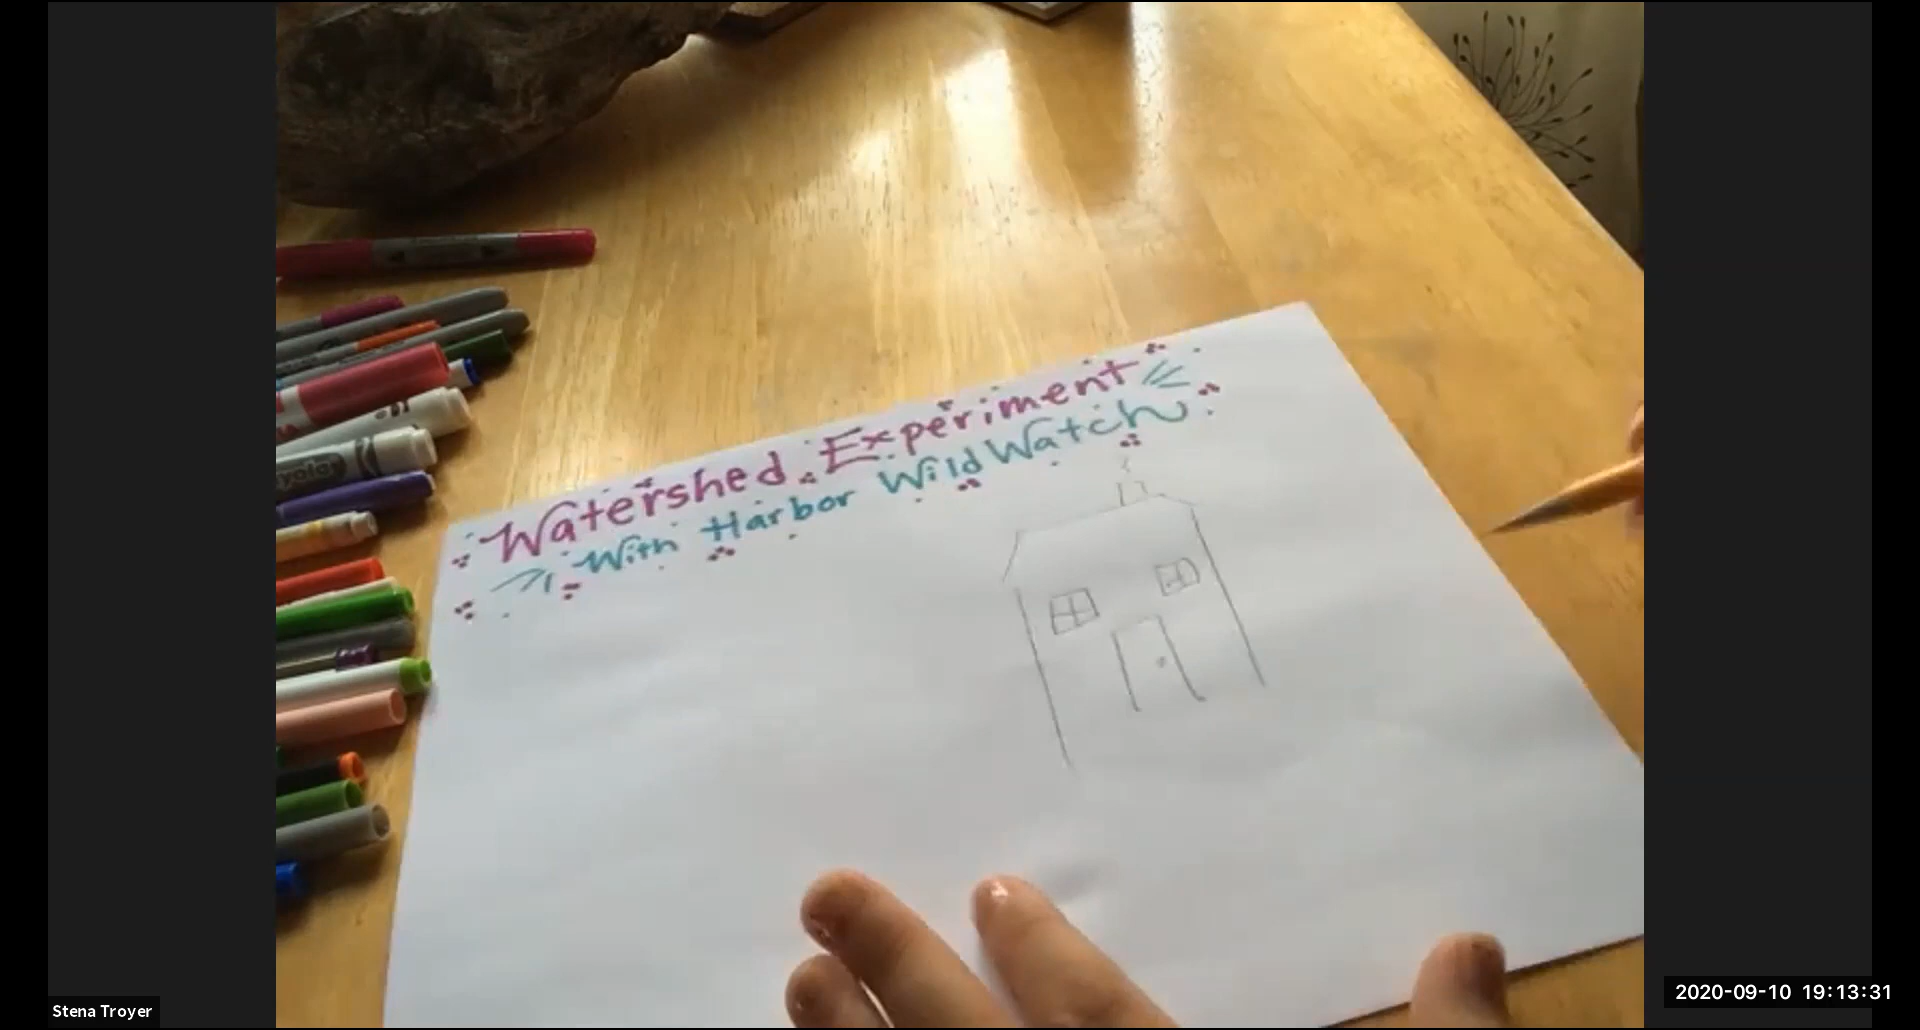 Watershed Experiment
With Harbor WildWatch
Stena Troyer
2020-09-10 19:13:31